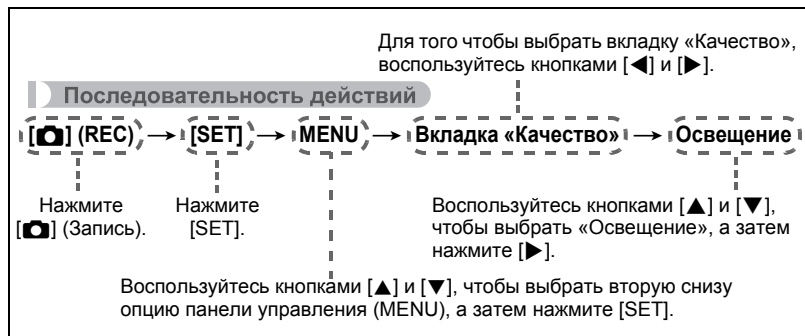 Для того чтобы выбрать вкладку «Качество»,
воспользуйтесь кнопками [◀] и [▶].
Последовательность действий
[📷] (REC) → [SET] → MENU → Вкладка «Качество» → Освещение
Нажмите
[📷] (Запись).
Нажмите
[SET].
Воспользуйтесь кнопками [▲] и [▼],
чтобы выбрать «Освещение», а затем
нажмите [▶].
Воспользуйтесь кнопками [▲] и [▼], чтобы выбрать вторую снизу
опцию панели управления (MENU), а затем нажмите [SET].